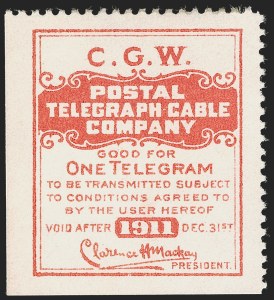 C.G.W.
POSTAL
TELEGRAPH-CABLE
COMPANY
GOOD FOR
ONE TELEGRAM
TO BE TRANSMITTED SUBJECT
TO CONDITIONS AGREED TO
BY THE USER HEREOF
VOID AFTER 1911 DEC. 31ST
Clarence H Mackay
PRESIDENT.